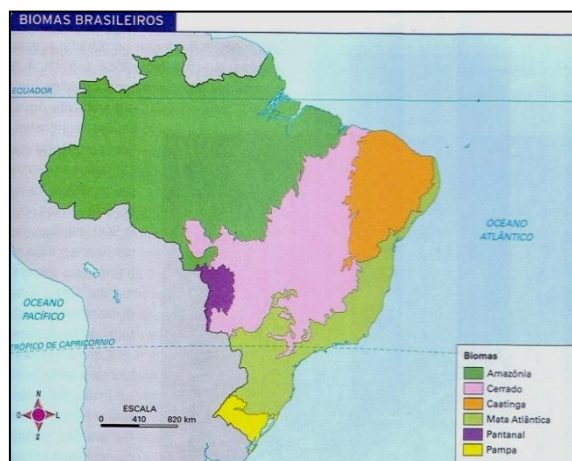 BIOMAS BRASILEIROS
EQUADOR
OCEANO
ATLÂNTICO
OCEANO
PACÍFICO
TRÓPICO DE CAPRICÓRNIO
N
O
L
S
ESCALA
0 410 820 km
Biomas
Amazônia
Cerrado
Caatinga
Mata Atlântica
Pantanal
Pampa